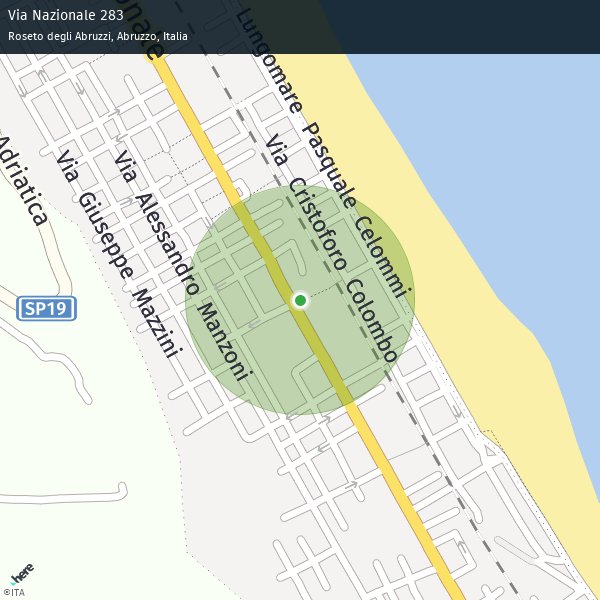 Via Nazionale 283
Roseto degli Abruzzi, Abruzzo, Italia
Lungomare Pasquale Celommi
Via Cristoforo Colombo
Via Alessandro Manzoni
Via Giuseppe Mazzini
Adriatica
SP19
here
©ITA